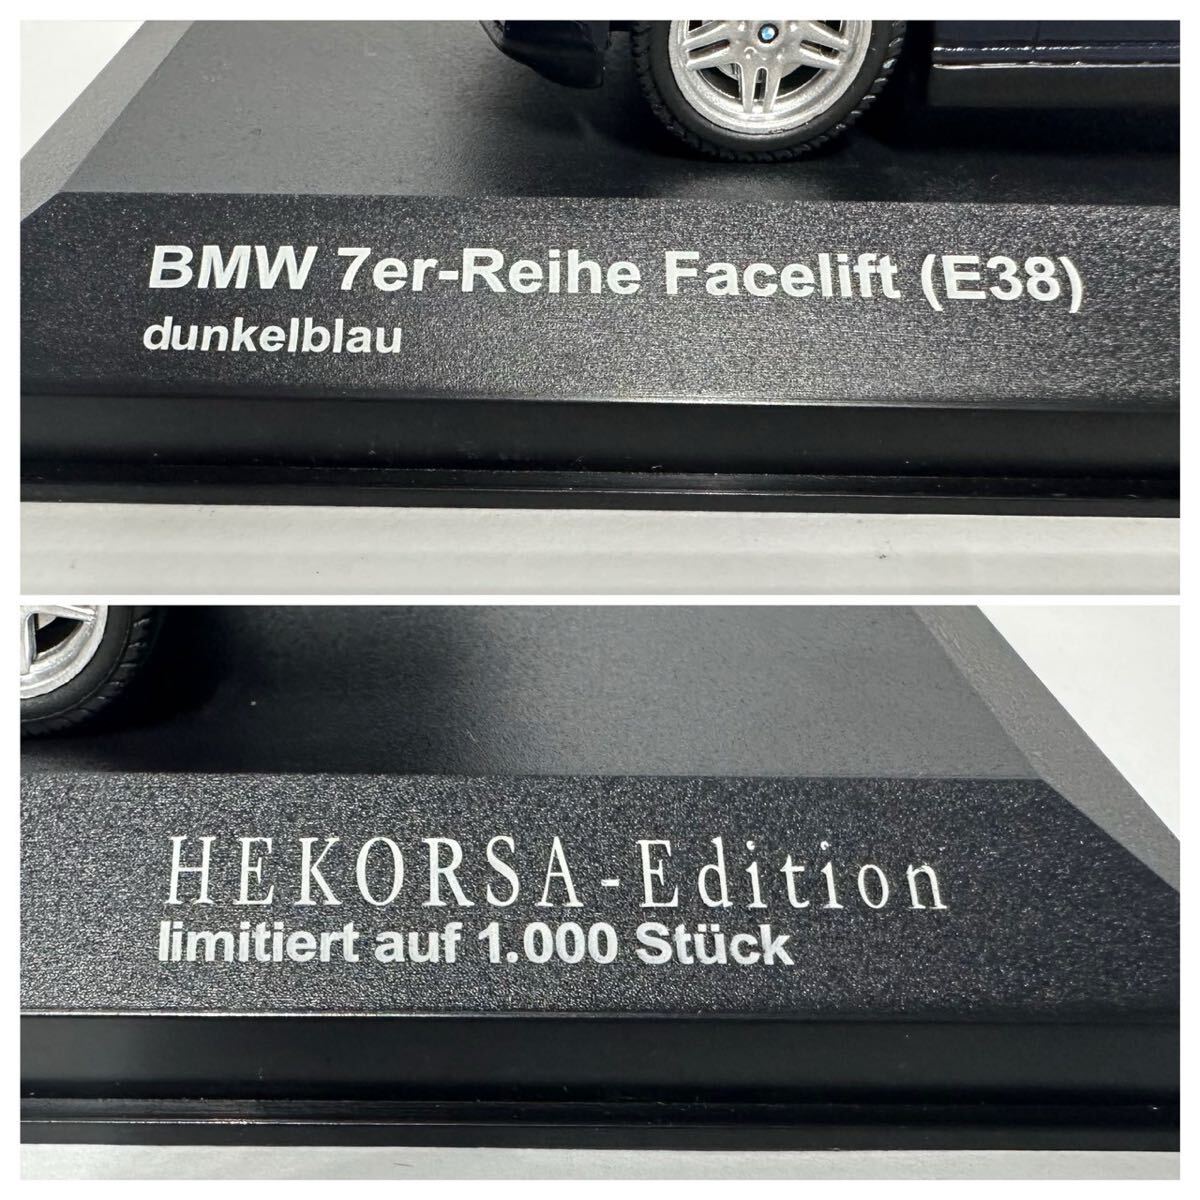 BMW 7er-Reihe Facelift (E38)
dunkelblau
HEKORSA-Edition
limitiert auf 1.000 Stück